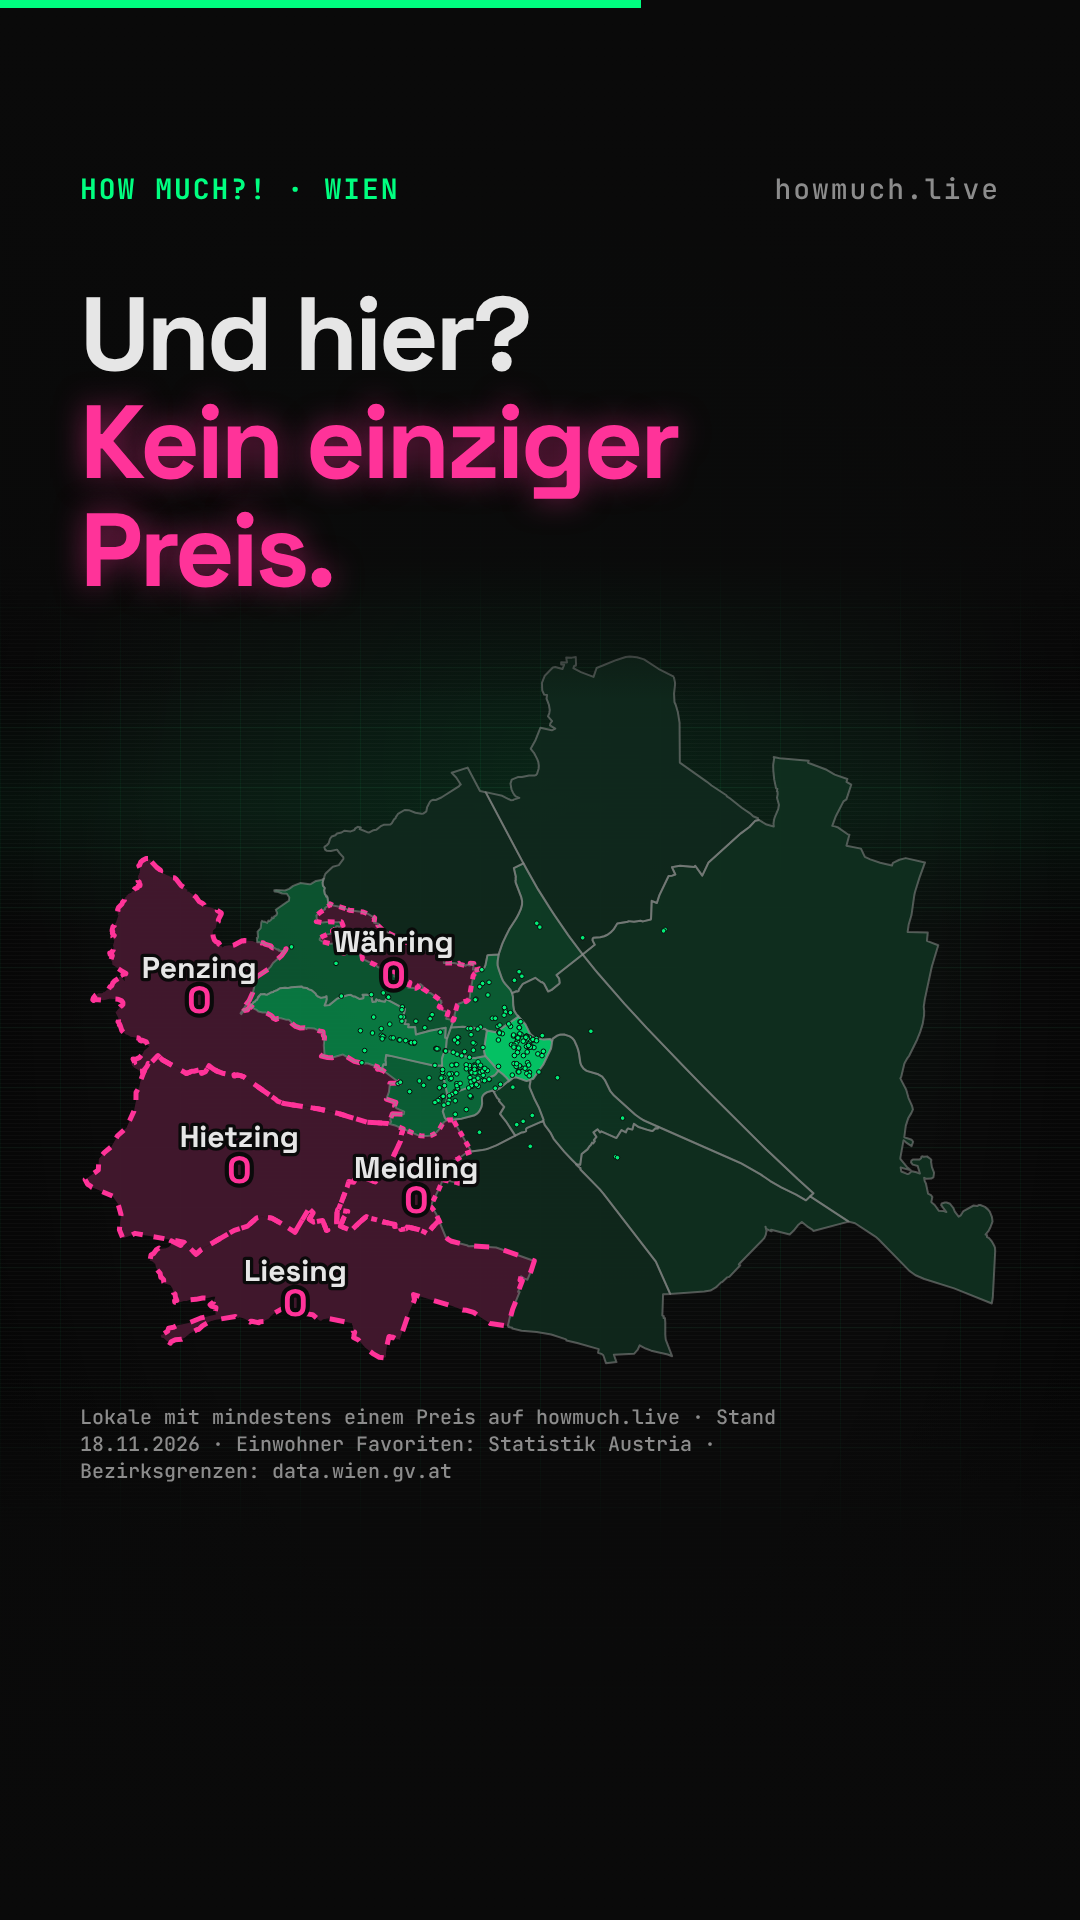 HOW MUCH?! · WIEN
howmuch.live
Und hier?
Kein einziger
Preis.
Währing
0
Penzing
0
Hietzing
0
Meidling
0
Liesing
0
Lokale mit mindestens einem Preis auf howmuch.live · Stand
18.11.2026 · Einwohner Favoriten: Statistik Austria ·
Bezirksgrenzen: data.wien.gv.at